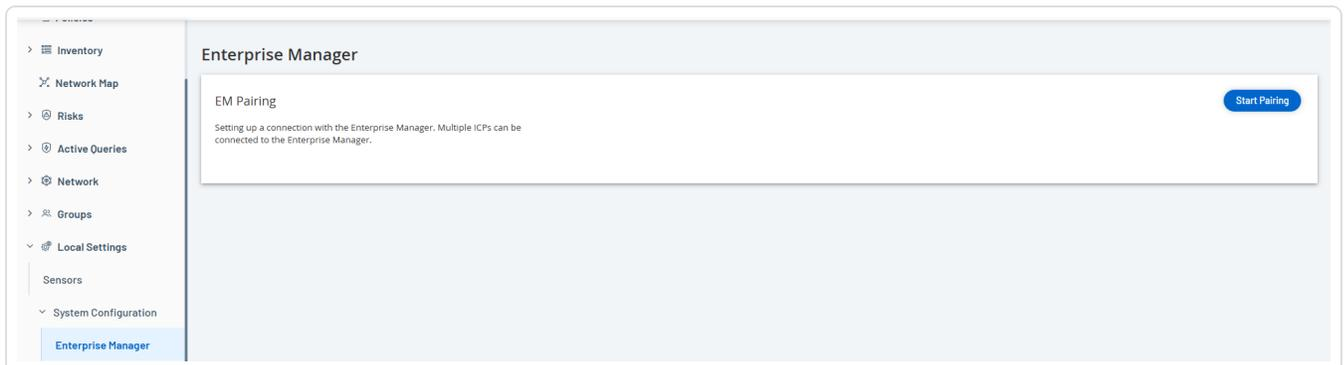 Policies
Inventory
Network Map
Risks
Active Queries
Network
Groups
Local Settings
Sensors
System Configuration
Enterprise Manager
Enterprise Manager
EM Pairing
Start Pairing
Setting up a connection with the Enterprise Manager. Multiple ICPs can be
connected to the Enterprise Manager.